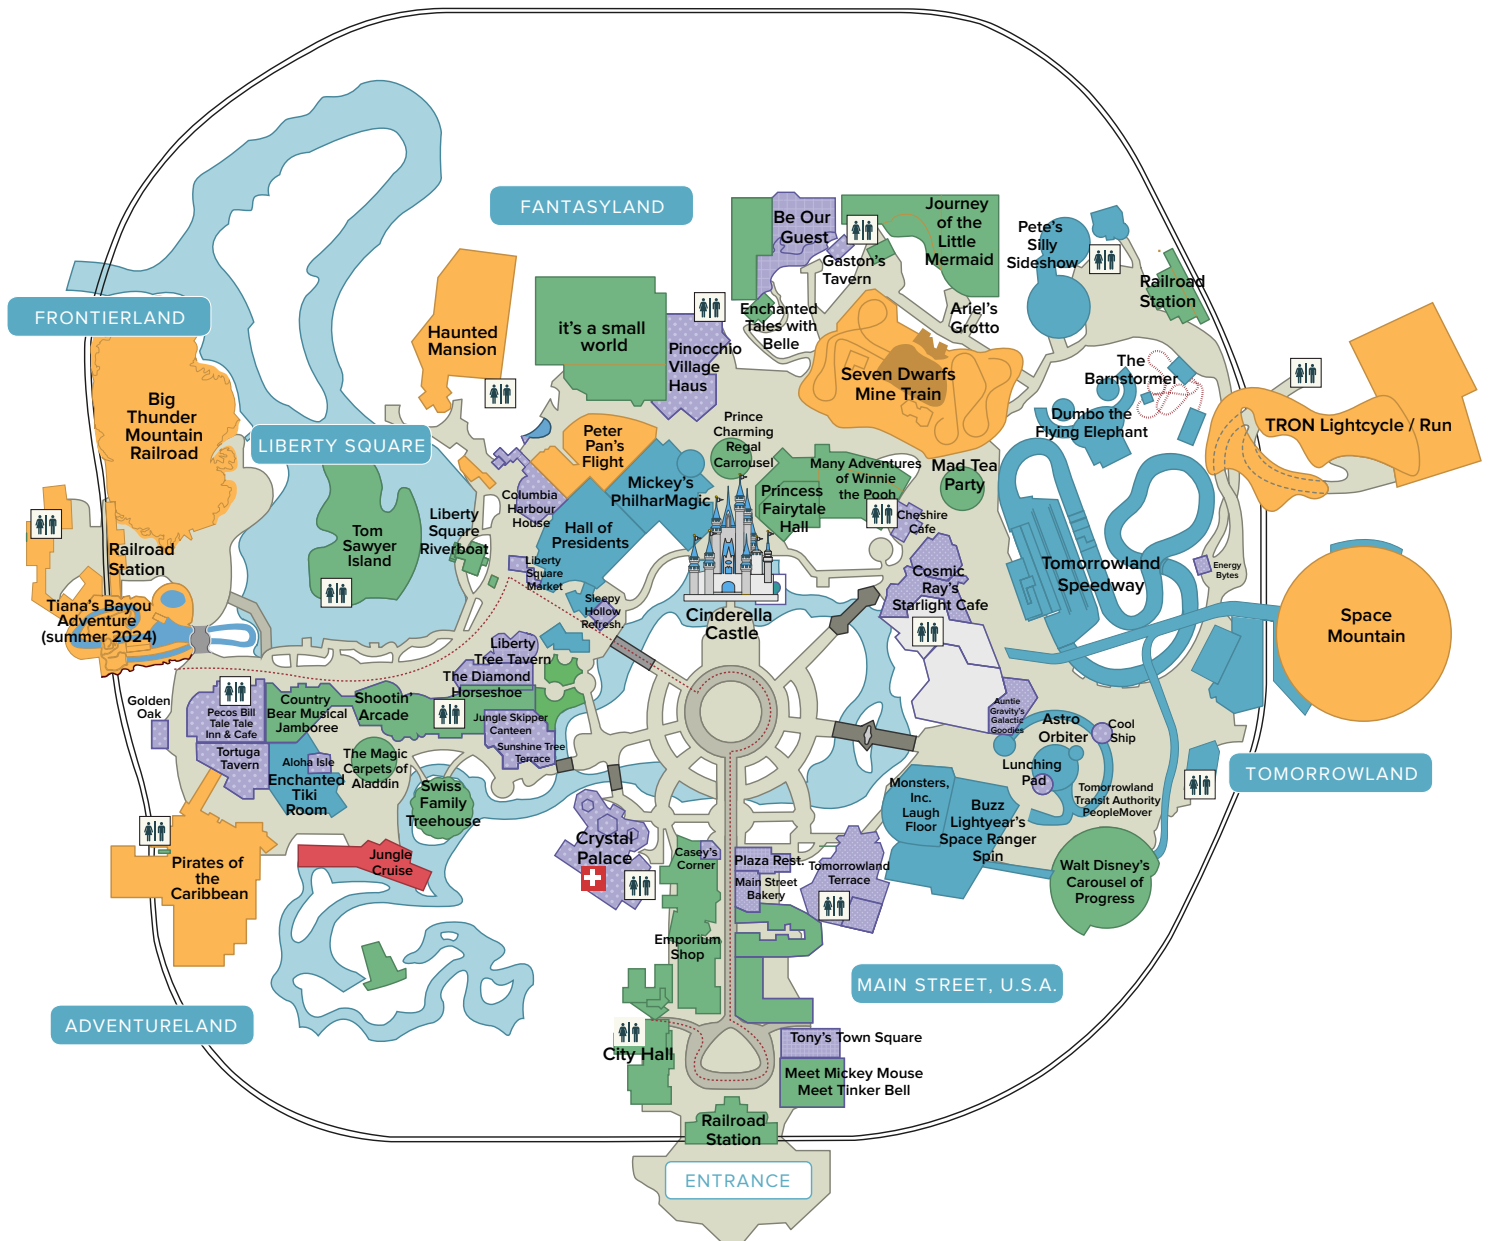 FANTASYLAND
Be Our
Guest
Journey
of the
Little
Mermaid
Gaston's
Tavern
Pete's
Silly
Sideshow
Railroad
Station
Enchanted
Tales with
Belle
Ariel's
Grotto
FRONTIERLAND
Haunted
Mansion
it's a small
world
Pinocchio
Village
Haus
Seven Dwarfs
Mine Train
The
Barnstormer
Dumbo the
Flying Elephant
TRON Lightcycle / Run
Big
Thunder
Mountain
Railroad
LIBERTY SQUARE
Peter
Pan's
Flight
Prince
Charming
Regal
Carrousel
Mickey's
PhilharMagic
Many Adventures
of Winnie
the Pooh
Mad Tea
Party
Princess
Fairytale
Hall
Cheshire
Cafe
Columbia
Harbour
House
Hall of
Presidents
Liberty
Square
Riverboat
Tom
Sawyer
Island
Railroad
Station
Liberty
Square
Market
Sleepy
Hollow
Refresh.
Cinderella
Castle
Cosmic
Ray's
Starlight Cafe
Tomorrowland
Speedway
Energy
Bytes
Space
Mountain
Tiana's Bayou
Adventure
(summer 2024)
Liberty
Tree Tavern
The Diamond
Horseshoe
Golden
Oak
Pecos Bill
Tale Tale
Inn & Cafe
Country
Bear Musical
Jamboree
Shootin'
Arcade
Jungle Skipper
Canteen
Sunshine Tree
Terrace
Tortuga
Tavern
Aloha Isle
Enchanted
Tiki
Room
The Magic
Carpets of
Aladdin
Swiss
Family
Treehouse
Auntie
Gravity's
Galactic
Goodies
Astro
Orbiter
Cool
Ship
Lunching
Pad
Tomorrowland
Transit Authority
PeopleMover
TOMORROWLAND
Monsters,
Inc.
Laugh
Floor
Buzz
Lightyear's
Space Ranger
Spin
Walt Disney's
Carousel of
Progress
Pirates of
the
Caribbean
Jungle
Cruise
Crystal
Palace
Casey's
Corner
Plaza Rest.
Main Street
Bakery
Tomorrowland
Terrace
Emporium
Shop
MAIN STREET, U.S.A.
ADVENTURELAND
City Hall
Tony's Town Square
Meet Mickey Mouse
Meet Tinker Bell
Railroad
Station
ENTRANCE